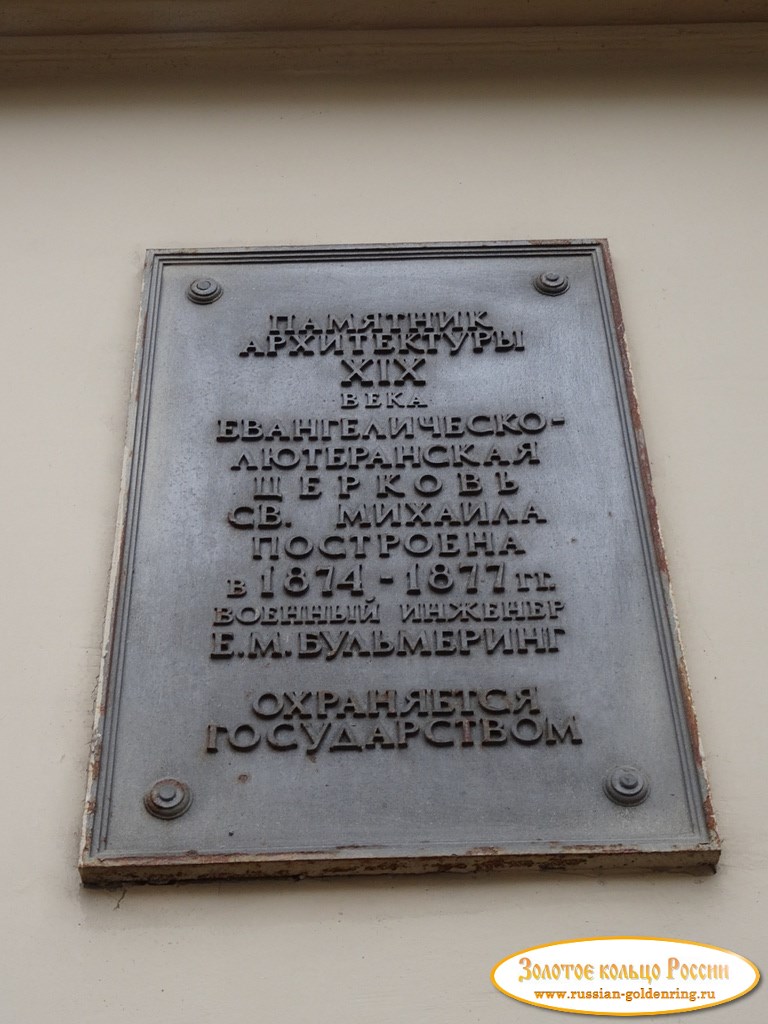 ПАМЯТНИК
АРХИТЕКТУРЫ
XIX
ВЕКА
ЕВАНГЕЛИЧЕСКО-
ЛЮТЕРАНСКАЯ
ЦЕРКОВЬ
СВ. МИХАИЛА
ПОСТРОЕНА
В 1874 - 1877 ГГ.
ВОЕННЫЙ ИНЖЕНЕР
Е.М.БУЛЬМЕРИНГ
ОХРАНЯЕТСЯ
ГОСУДАРСТВОМ
Золотое кольцо России
www.russian-goldenring.ru